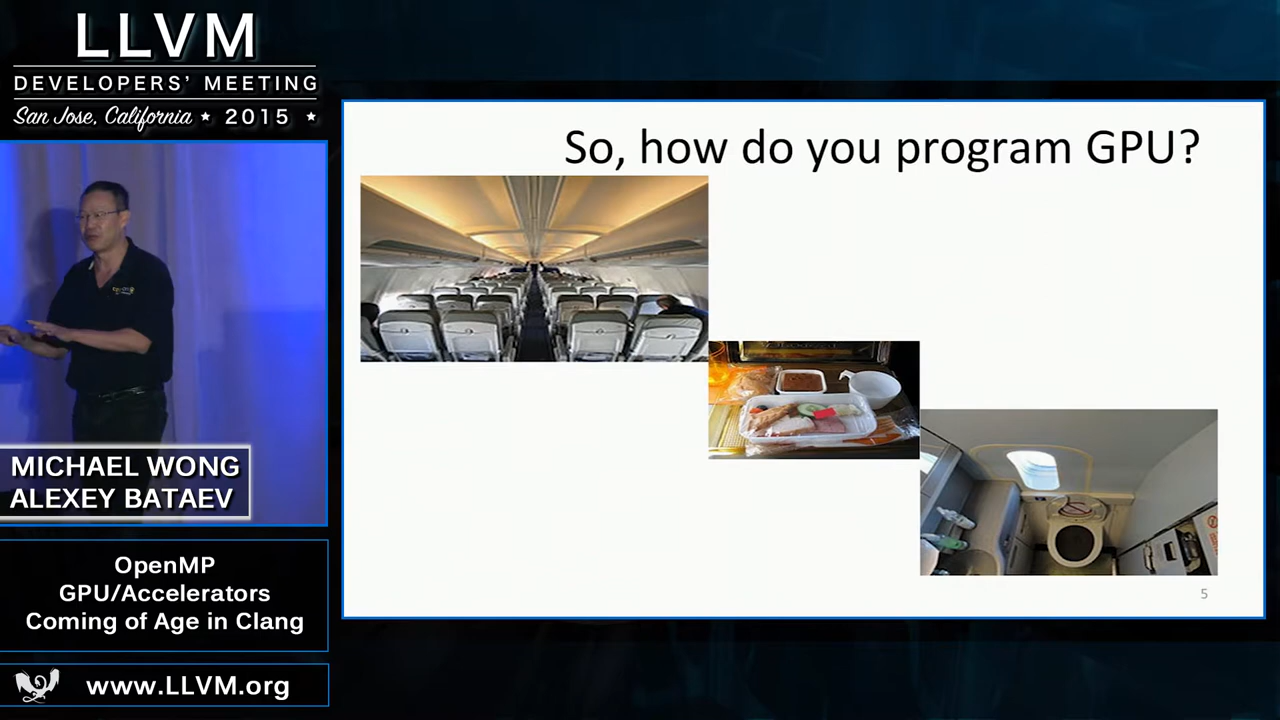 LLVM
DEVELOPERS' MEETING
San Jose, California ★ 2015 ★
So, how do you program GPU?
MICHAEL WONG
ALEXEY BATAEV
OpenMP
GPU/Accelerators
Coming of Age in Clang
www.LLVM.org
5